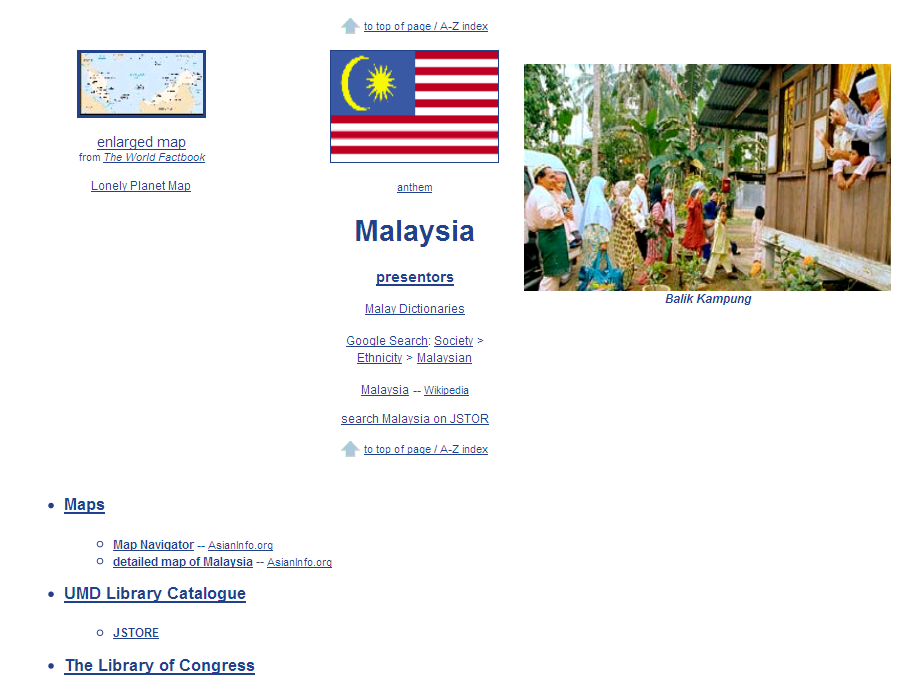 to top of page / A-Z index
enlarged map
from The World Factbook
Lonely Planet Map
anthem
Malaysia
presentors
Malay Dictionaries
Google Search: Society >
Ethnicity > Malaysian
Malaysia -- Wikipedia
search Malaysia on JSTOR
to top of page / A-Z index
Balik Kampung
Maps
Map Navigator -- AsianInfo.org
detailed map of Malaysia -- AsianInfo.org
UMD Library Catalogue
JSTORE
The Library of Congress